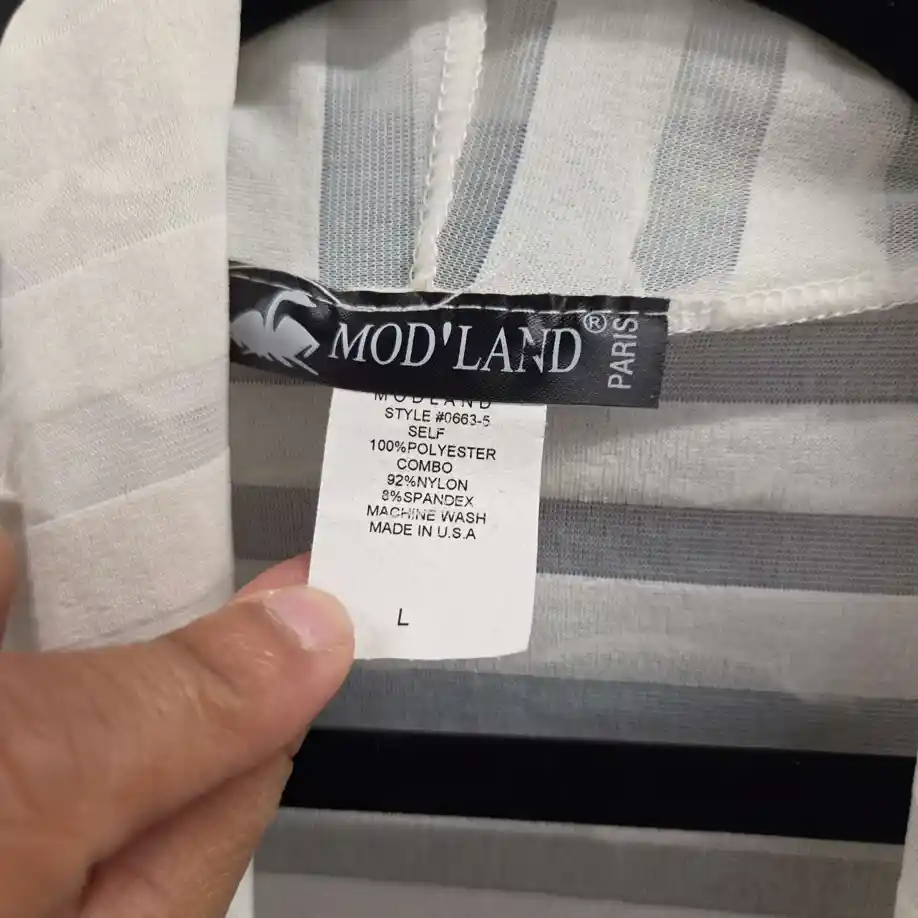 MOD'LAND® PARIS
MODLAND
STYLE #0663-5
SELF
100%POLYESTER
COMBO
92%NYLON
8%SPANDEX
MACHINE WASH
MADE IN U.S.A
L